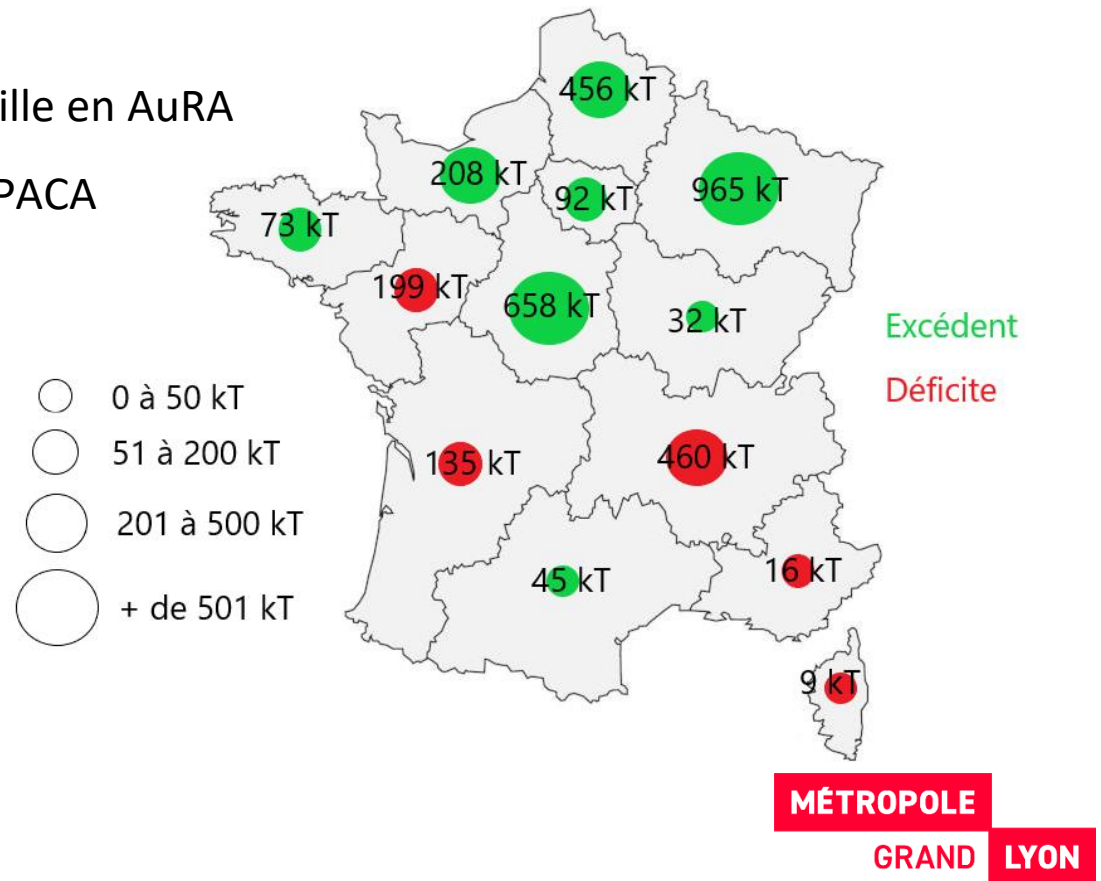 ille en AuRA
PACA
456 kT
208 kT
92 kT
965 kT
73 kT
199 kT
658 kT
32 kT
Excédent
Déficite
0 à 50 kT
51 à 200 kT
201 à 500 kT
+ de 501 kT
135 kT
460 kT
45 kT
16 kT
9 kT
MÉTROPOLE
GRAND LYON